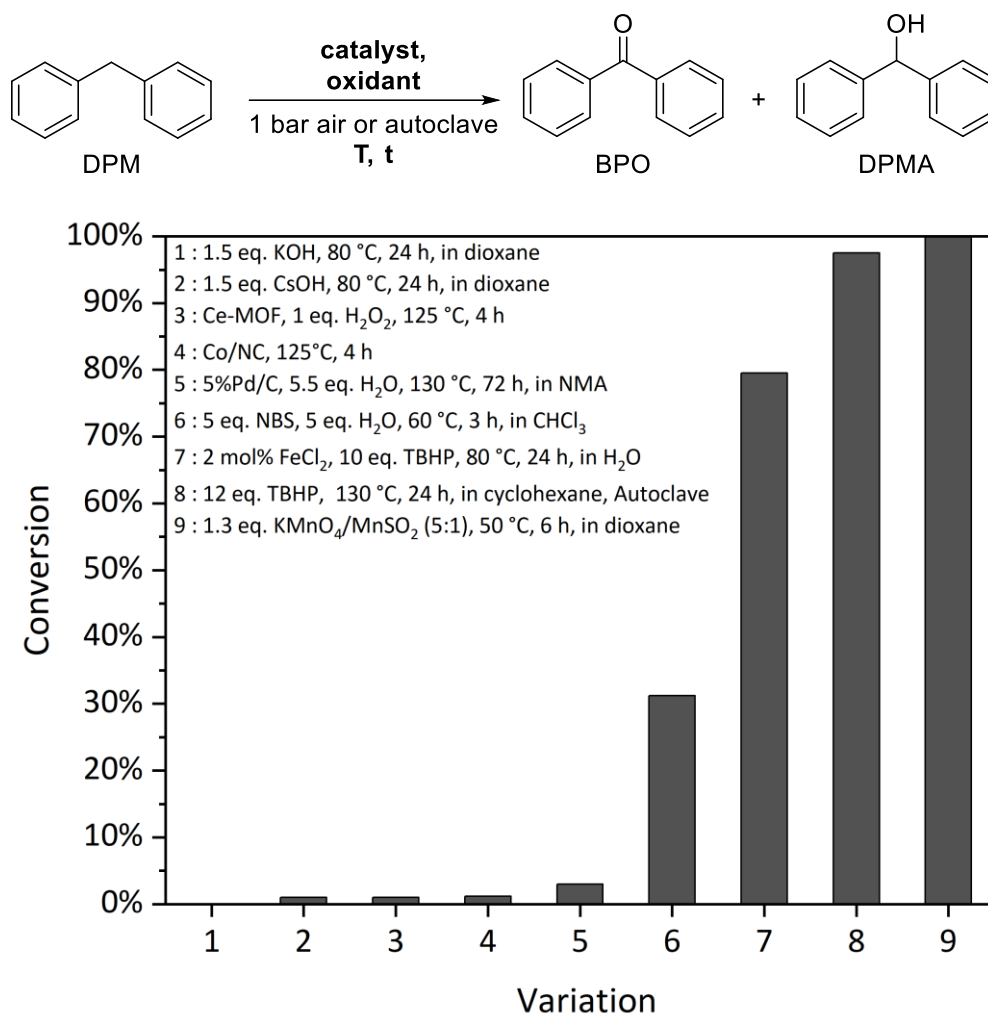 catalyst,
oxidant
1 bar air or autoclave
T, t
O
OH
+
DPM
BPO
DPMA
100%
90%
80%
70%
60%
50%
40%
30%
20%
10%
0%
Conversion
1 : 1.5 eq. KOH, 80 °C, 24 h, in dioxane
2 : 1.5 eq. CsOH, 80 °C, 24 h, in dioxane
3 : Ce-MOF, 1 eq. H₂O₂, 125 °C, 4 h
4 : Co/NC, 125°C, 4 h
5 : 5%Pd/C, 5.5 eq. H₂O, 130 °C, 72 h, in NMA
6 : 5 eq. NBS, 5 eq. H₂O, 60 °C, 3 h, in CHCl₃
7 : 2 mol% FeCl₂, 10 eq. TBHP, 80 °C, 24 h, in H₂O
8 : 12 eq. TBHP, 130 °C, 24 h, in cyclohexane, Autoclave
9 : 1.3 eq. KMnO₄/MnSO₂ (5:1), 50 °C, 6 h, in dioxane
1 2 3 4 5 6 7 8 9
Variation